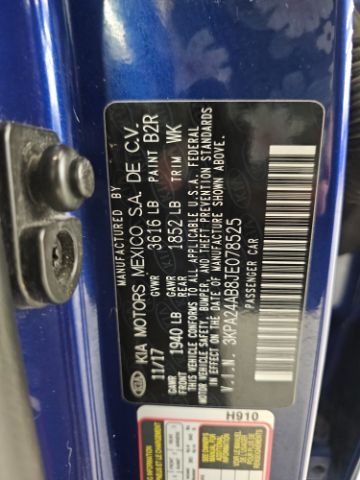 MANUFACTURED BY
KIA MOTORS MEXICO S.A. DE C.V.
KIA 11/17 GVWR 3616 LB PAINT B2R
GAWR FRONT 1940 LB GAWR REAR 1852 LB TRIM WK
THIS VEHICLE CONFORMS TO ALL APPLICABLE U.S.A. FEDERAL
MOTOR VEHICLE SAFETY, BUMPER, AND THEFT PREVENTION STANDARDS
IN EFFECT ON THE DATE OF MANUFACTURE SHOWN ABOVE.
V.I.N. 3KPA24AB8JE078525
PASSENGER CAR
H910
INFORMATION